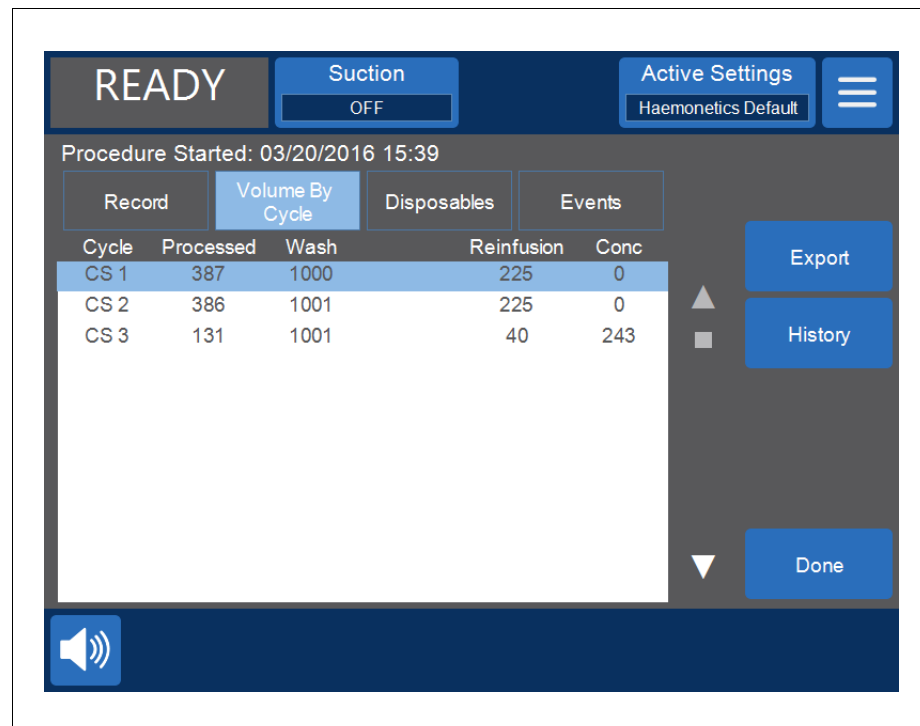 READY
Suction
OFF
Active Settings
Haemonetics Default
Procedure Started: 03/20/2016 15:39
Record
Volume By
Cycle
Disposables
Events
Cycle Processed Wash Reinfusion Conc
CS 1 387 1000 225 0
CS 2 386 1001 225 0
CS 3 131 1001 40 243
Export
History
Done